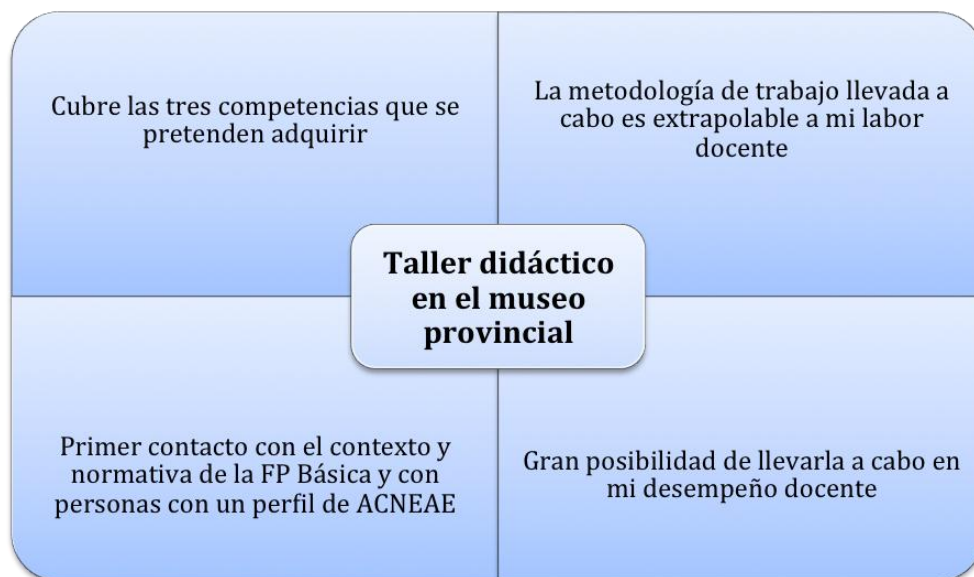 Cubre las tres competencias que se
pretenden adquirir
La metodología de trabajo llevada a
cabo es extrapolable a mi labor
docente
Taller didáctico
en el museo
provincial
Primer contacto con el contexto y
normativa de la FP Básica y con
personas con un perfil de ACNEAE
Gran posibilidad de llevarla a cabo en
mi desempeño docente